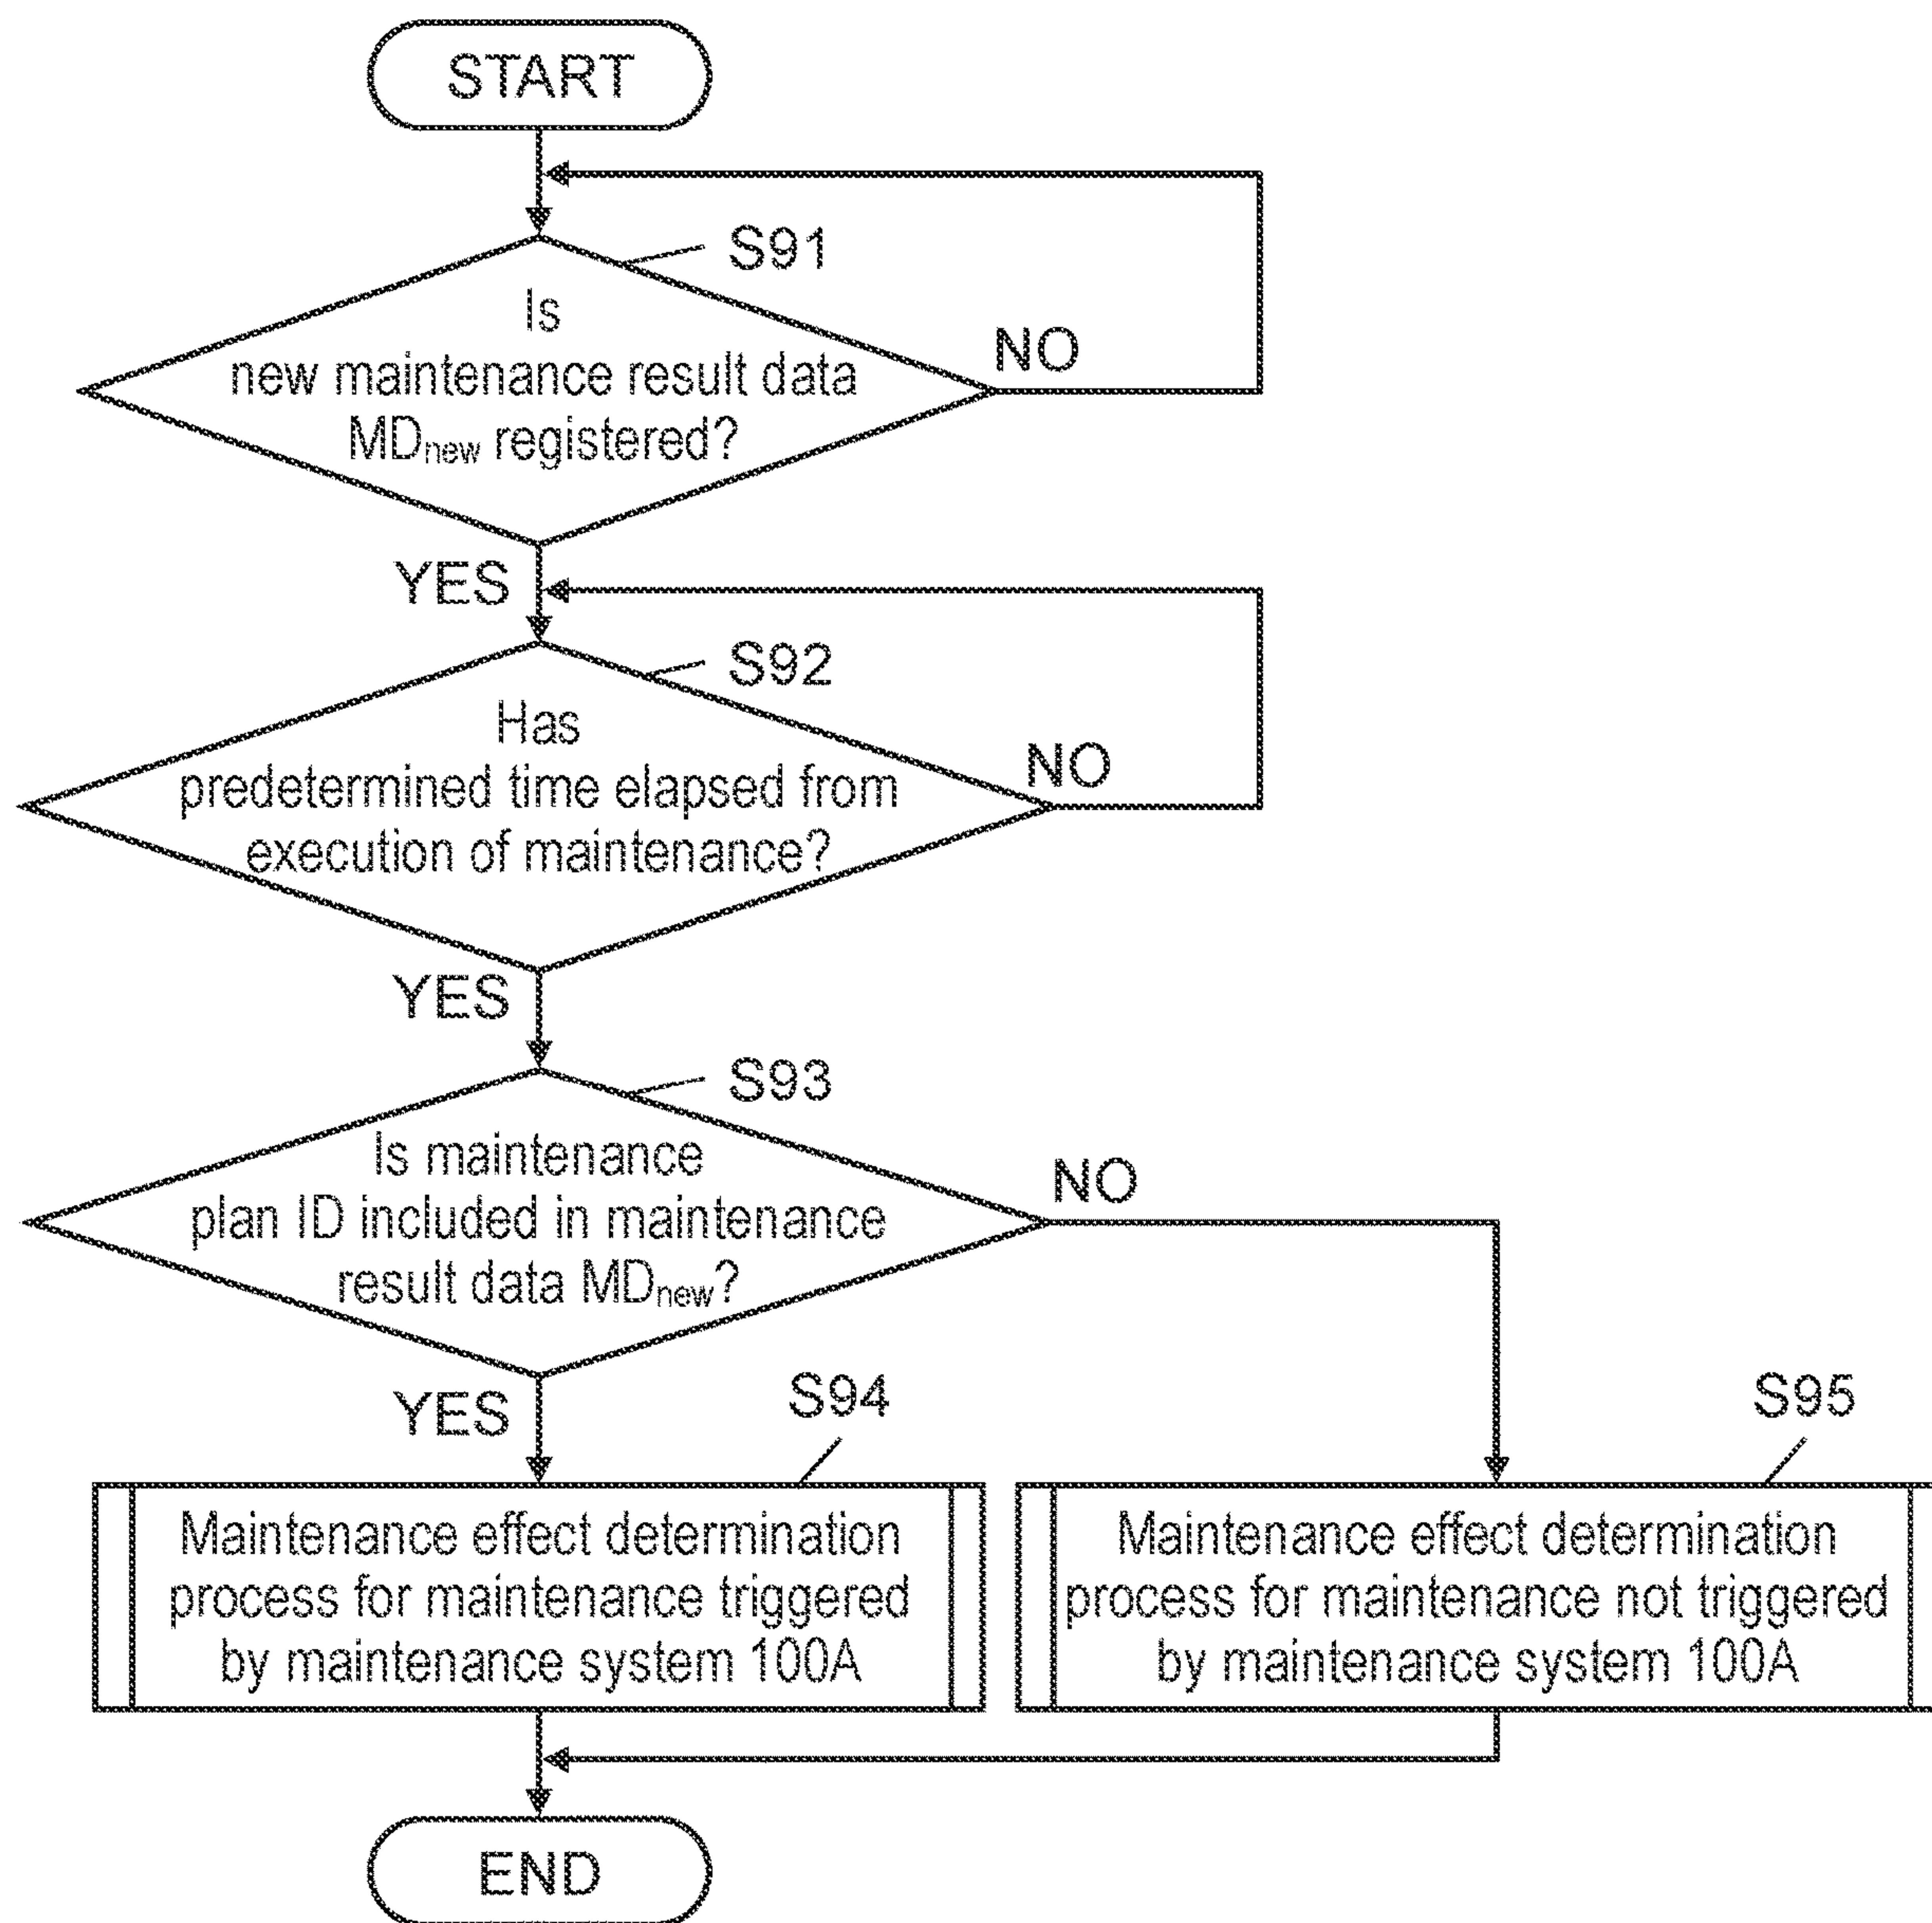 START
S91
Is
new maintenance result data
MDnew registered?
NO
YES
S92
Has
predetermined time elapsed from
execution of maintenance?
NO
YES
S93
Is maintenance
plan ID included in maintenance
result data MDnew?
NO
YES
S94
S95
Maintenance effect determination
process for maintenance triggered
by maintenance system 100A
Maintenance effect determination
process for maintenance not triggered
by maintenance system 100A
END